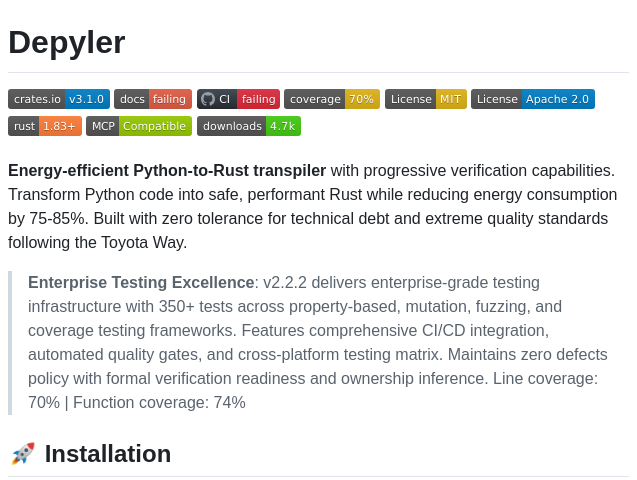 Depyler
crates.io v3.1.0 docs failing CI failing coverage 70% License MIT License Apache 2.0
rust 1.83+ MCP Compatible downloads 4.7k
Energy-efficient Python-to-Rust transpiler with progressive verification capabilities.
Transform Python code into safe, performant Rust while reducing energy consumption
by 75-85%. Built with zero tolerance for technical debt and extreme quality standards
following the Toyota Way.
Enterprise Testing Excellence: v2.2.2 delivers enterprise-grade testing
infrastructure with 350+ tests across property-based, mutation, fuzzing, and
coverage testing frameworks. Features comprehensive CI/CD integration,
automated quality gates, and cross-platform testing matrix. Maintains zero defects
policy with formal verification readiness and ownership inference. Line coverage:
70% | Function coverage: 74%
🚀 Installation